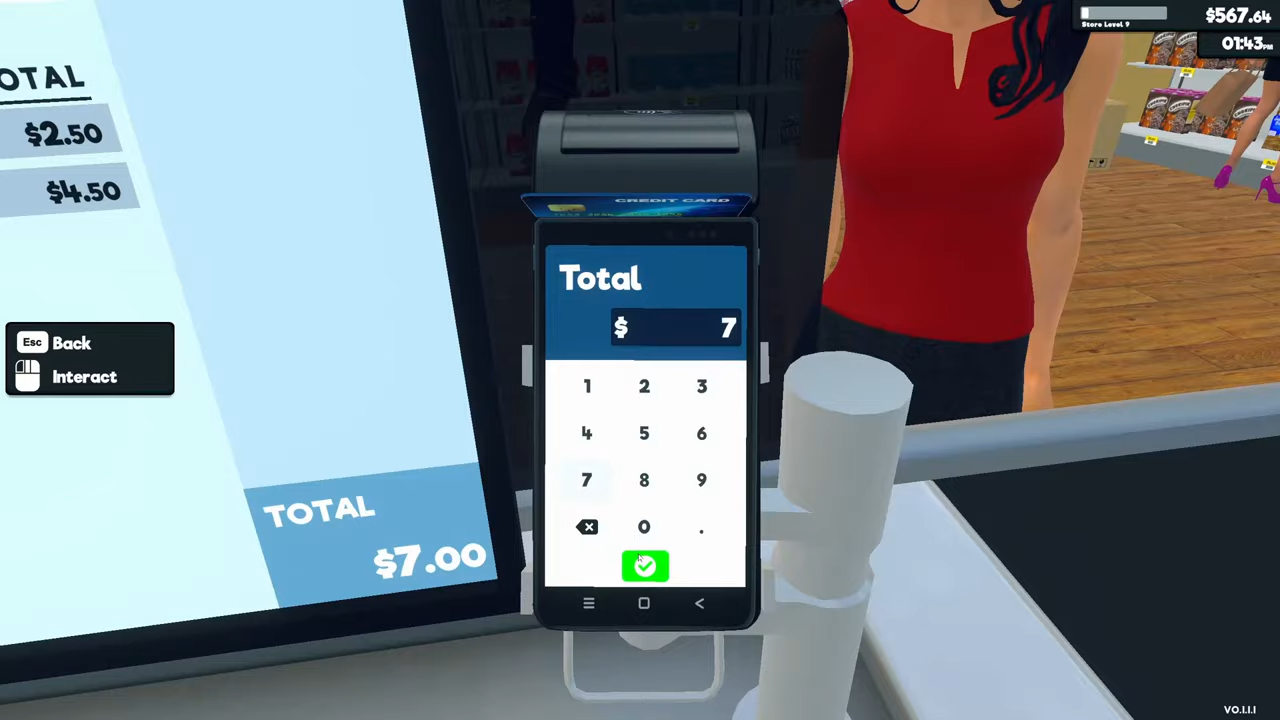 $567.64
Store Level 9
01:43PM
OTAL
$2.50
$4.50
CREDIT CARD
Total
$ 7
Esc Back
Interact
1 2 3
4 5 6
7 8 9
0 .
TOTAL
$7.00
V0.1.1.1